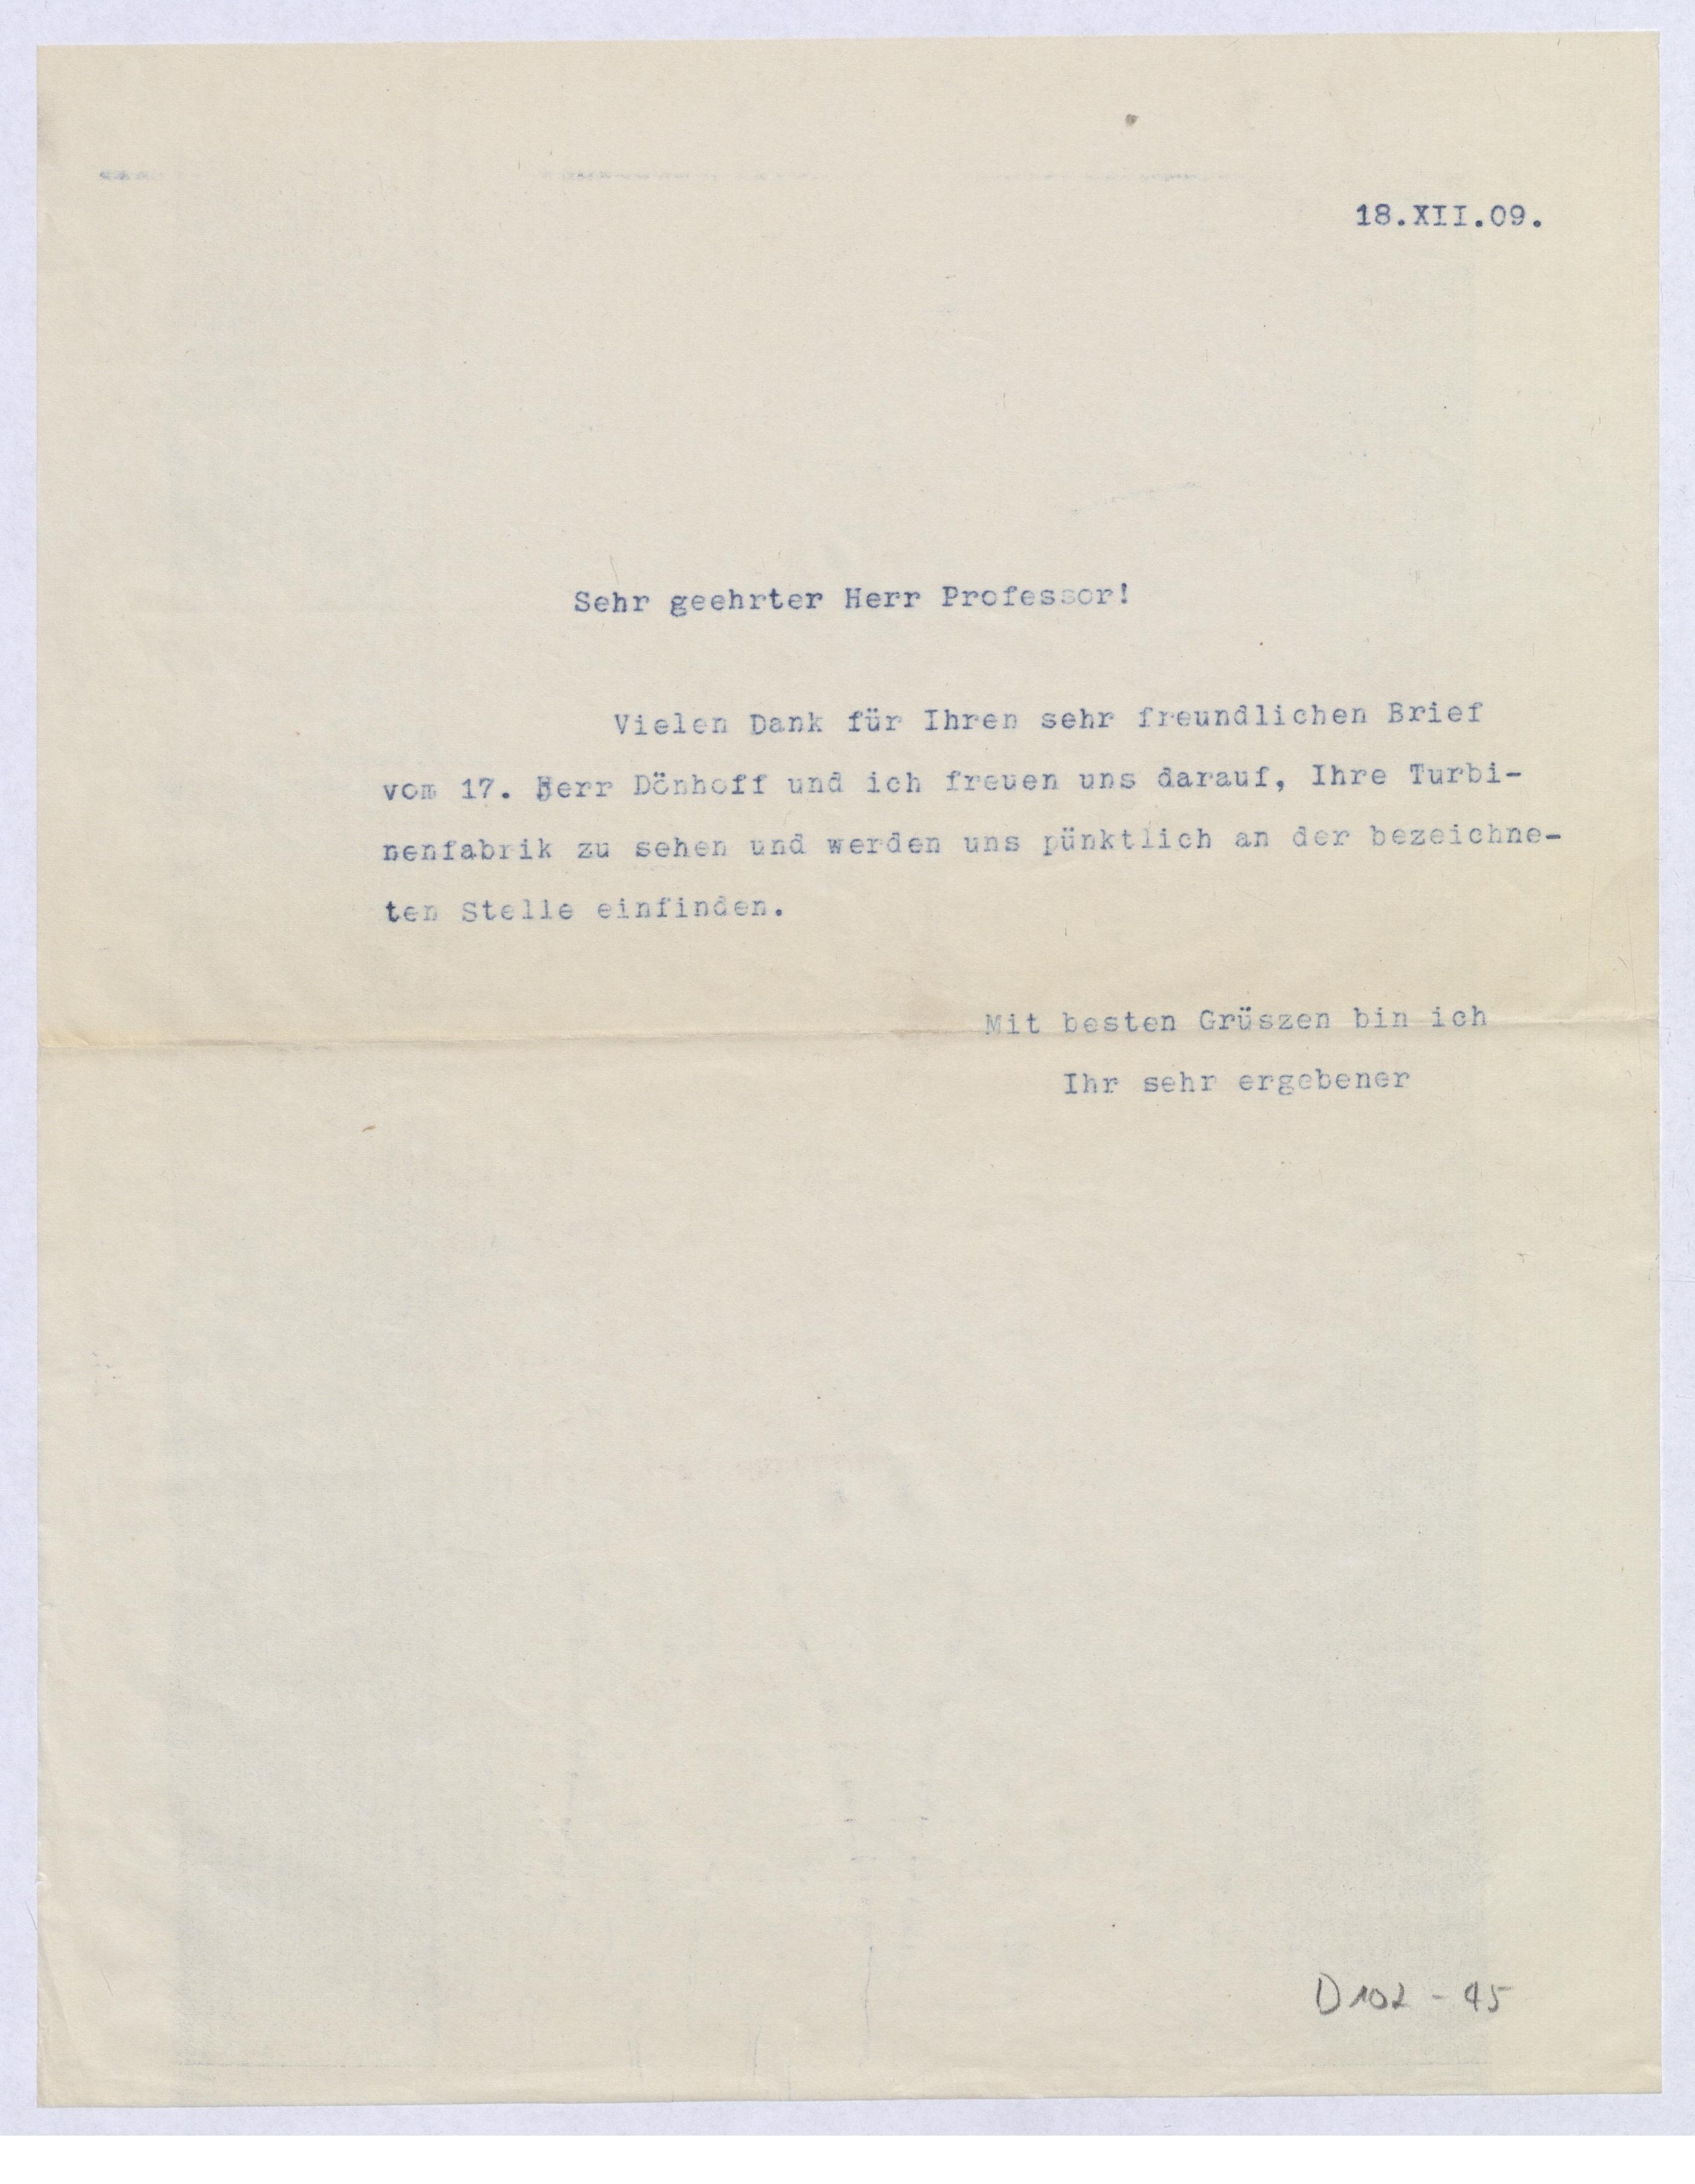 18.XII.09.
Sehr geehrter Herr Professor!
Vielen Dank für Ihren sehr freundlichen Brief
vom 17. Herr Dönhoff und ich freuen uns darauf, Ihre Turbi-
nenfabrik zu sehen und werden uns pünktlich an der bezeichne-
ten Stelle einfinden.
Mit besten Grüszen bin ich
Ihr sehr ergebener
D102 - 45